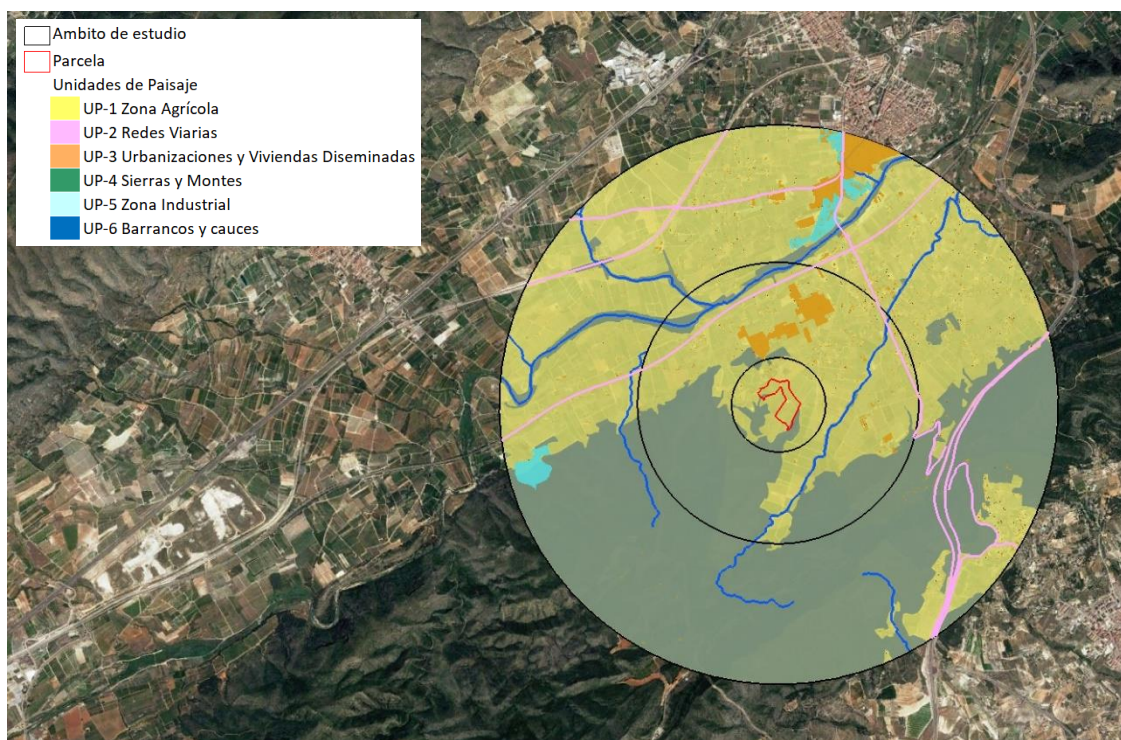 Ambito de estudio
Parcela
Unidades de Paisaje
UP-1 Zona Agrícola
UP-2 Redes Viarias
UP-3 Urbanizaciones y Viviendas Diseminadas
UP-4 Sierras y Montes
UP-5 Zona Industrial
UP-6 Barrancos y cauces